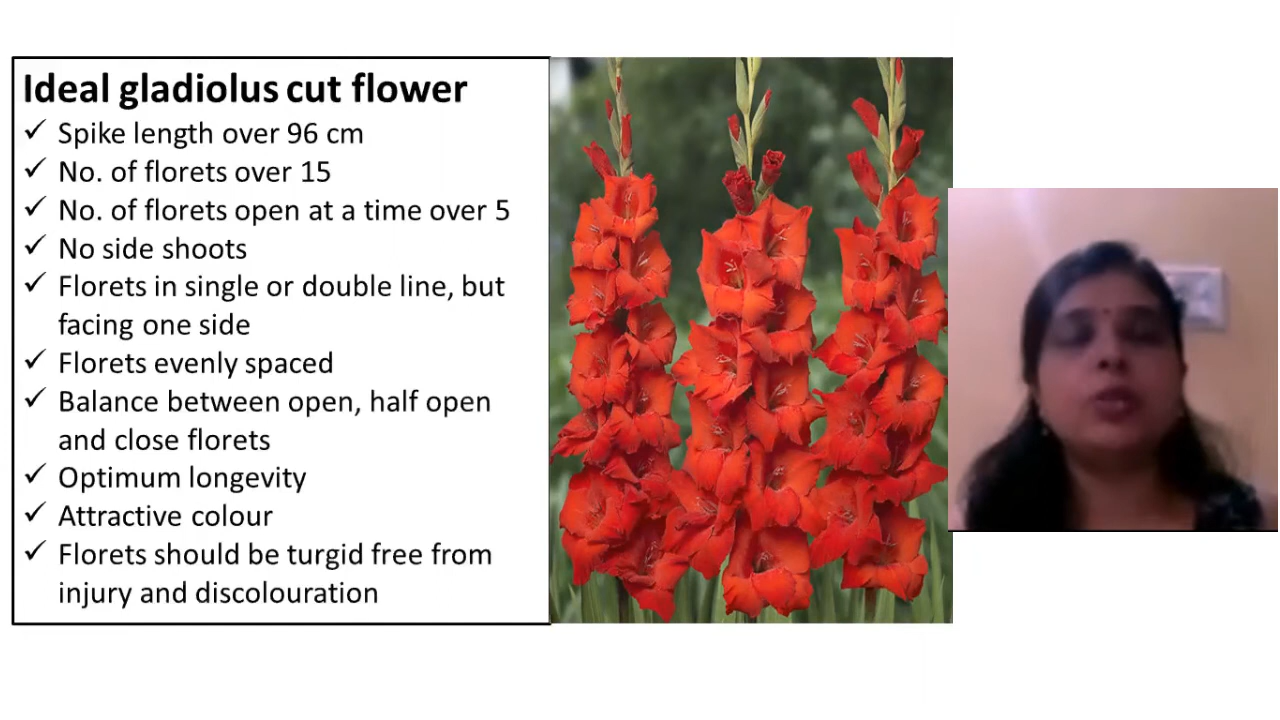 Ideal gladiolus cut flower
✓ Spike length over 96 cm
✓ No. of florets over 15
✓ No. of florets open at a time over 5
✓ No side shoots
✓ Florets in single or double line, but
facing one side
✓ Florets evenly spaced
✓ Balance between open, half open
and close florets
✓ Optimum longevity
✓ Attractive colour
✓ Florets should be turgid free from
injury and discolouration